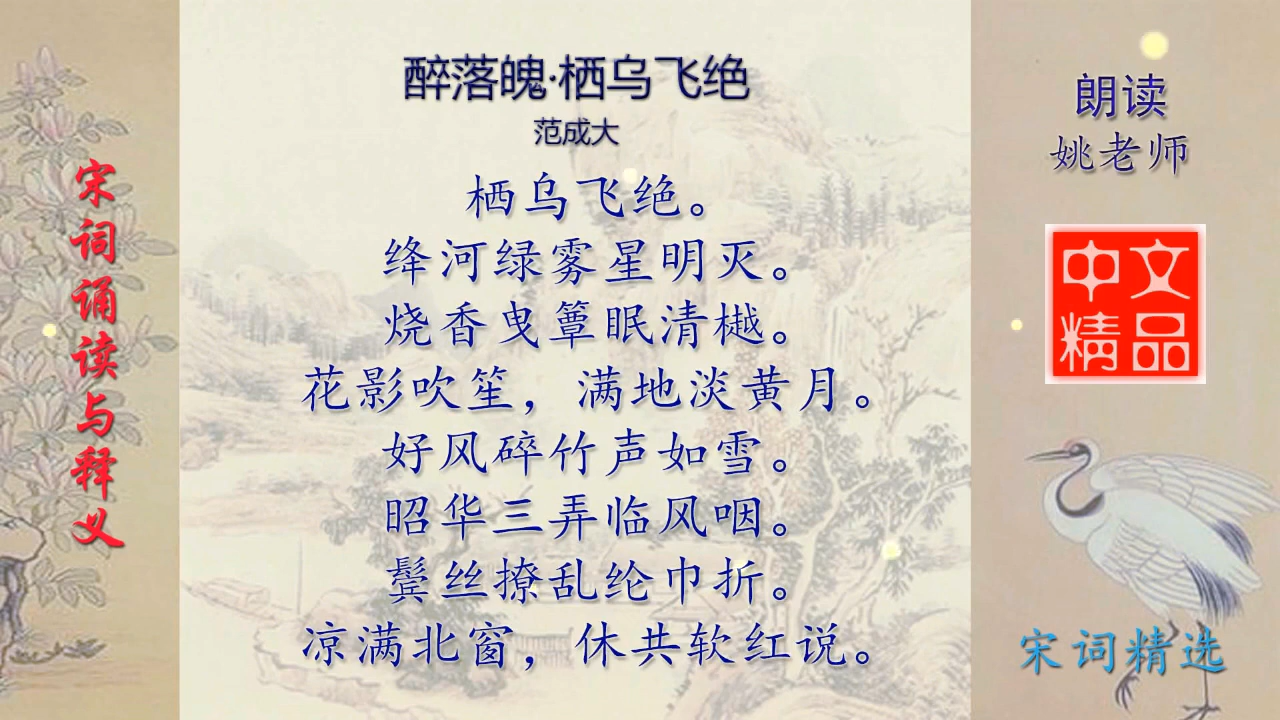 宋词诵读与释义
醉落魄·栖乌飞绝
范成大
栖乌飞绝。
绛河绿雾星明灭。
烧香曳簟眠清樾。
花影吹笙，满地淡黄月。
好风碎竹声如雪。
昭华三弄临风咽。
鬓丝撩乱纶巾折。
凉满北窗，休共软红说。
朗读
姚老师
中文
精品
宋词精选